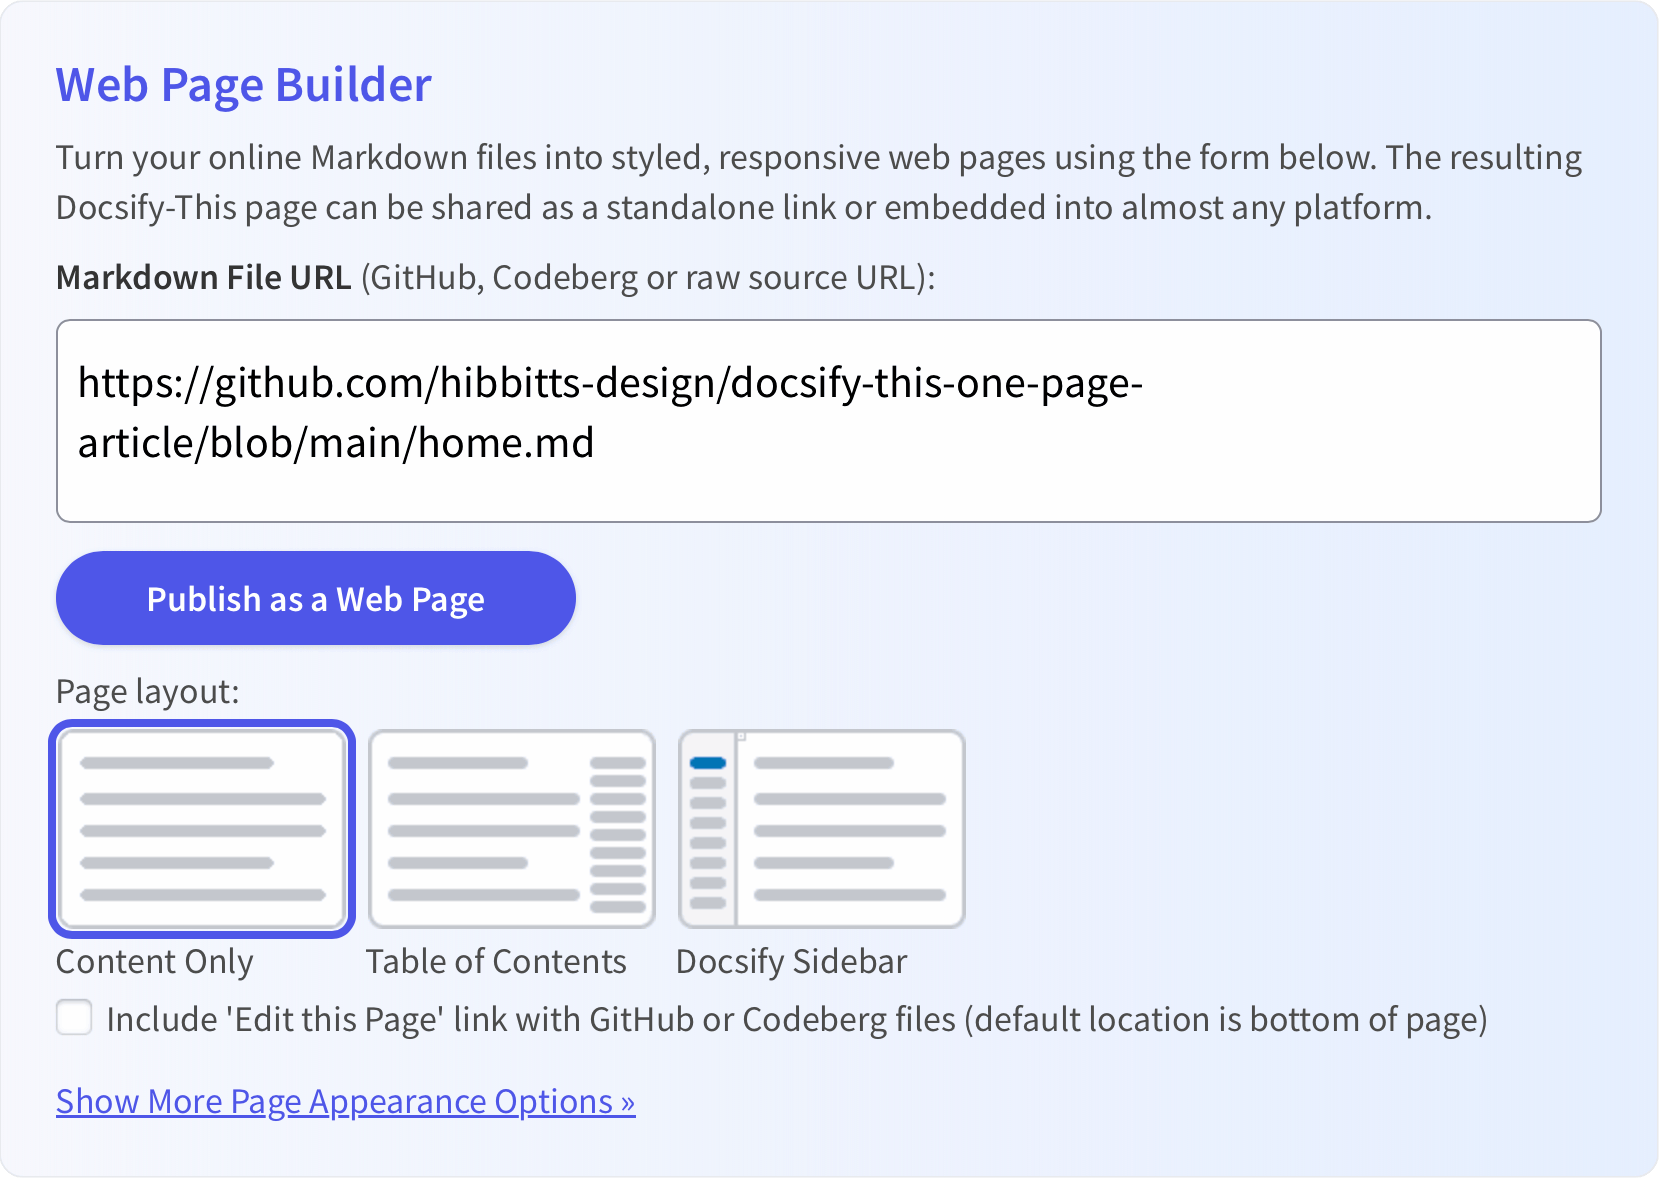 Web Page Builder
Turn your online Markdown files into styled, responsive web pages using the form below. The resulting
Docsify-This page can be shared as a standalone link or embedded into almost any platform.
Markdown File URL (GitHub, Codeberg or raw source URL):
https://github.com/hibbitts-design/docsify-this-one-page-
article/blob/main/home.md
Publish as a Web Page
Page layout:
Content Only
Table of Contents
Docsify Sidebar
Include 'Edit this Page' link with GitHub or Codeberg files (default location is bottom of page)
Show More Page Appearance Options »